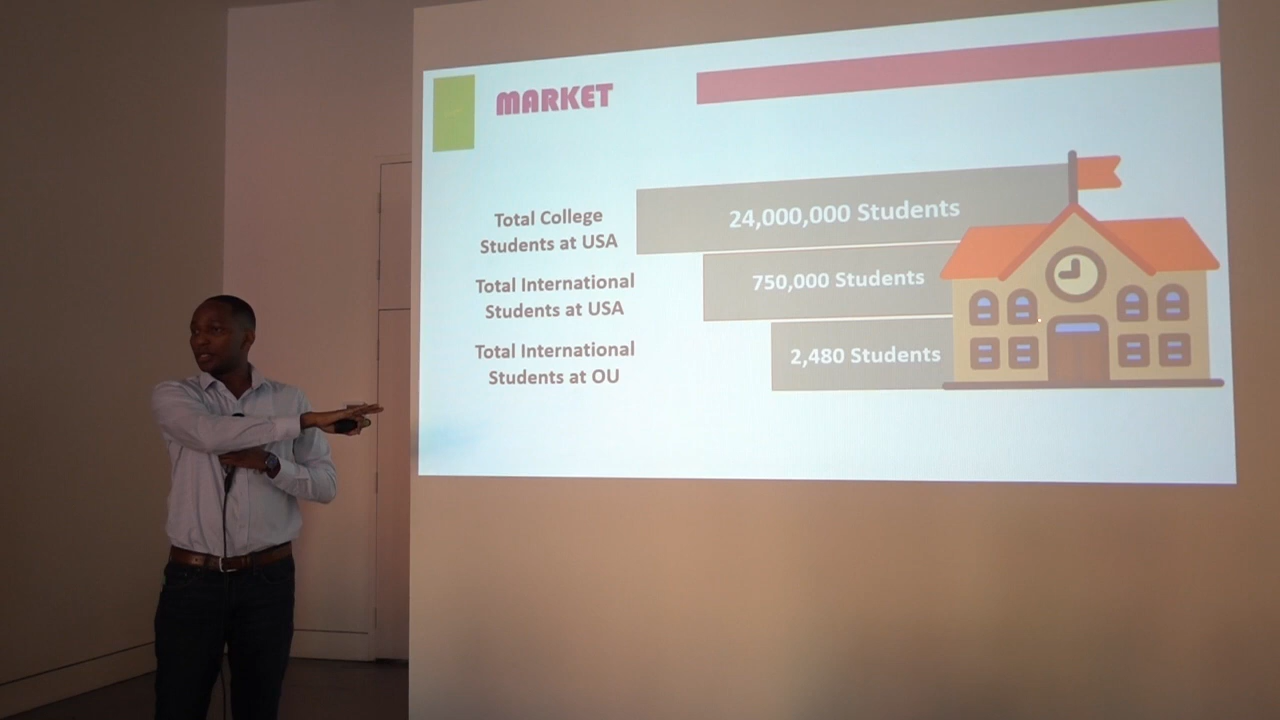 MARKET
Total College
Students at USA
24,000,000 Students
Total International
Students at USA
750,000 Students
Total International
Students at OU
2,480 Students